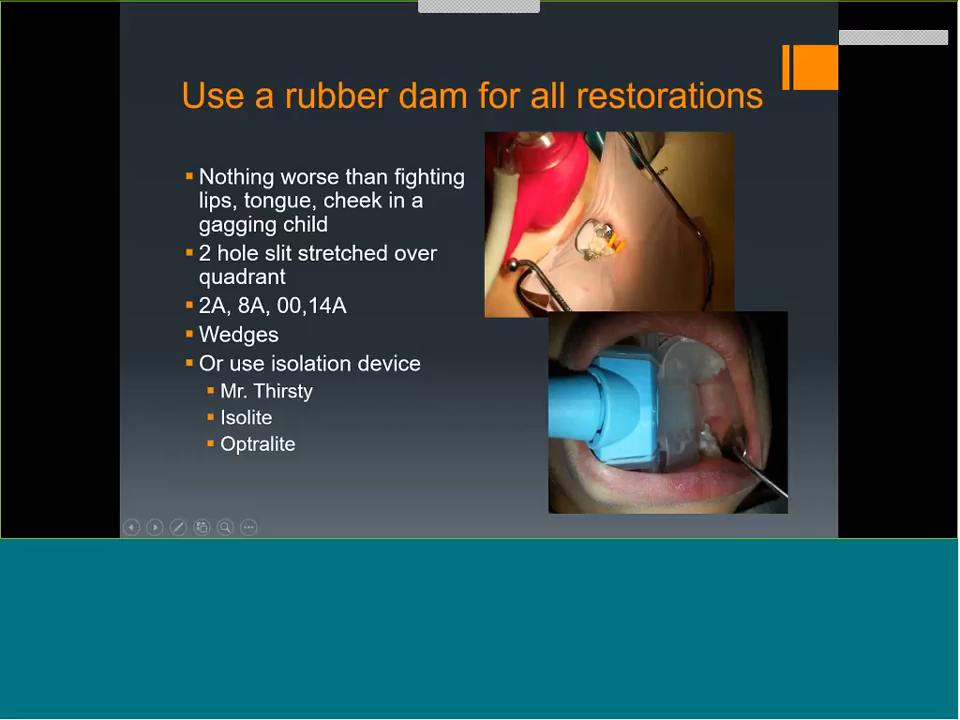 Use a rubber dam for all restorations
Nothing worse than fighting
lips, tongue, cheek in a
gagging child
2 hole slit stretched over
quadrant
2A, 8A, 00,14A
Wedges
Or use isolation device
Mr. Thirsty
Isolite
Optralite